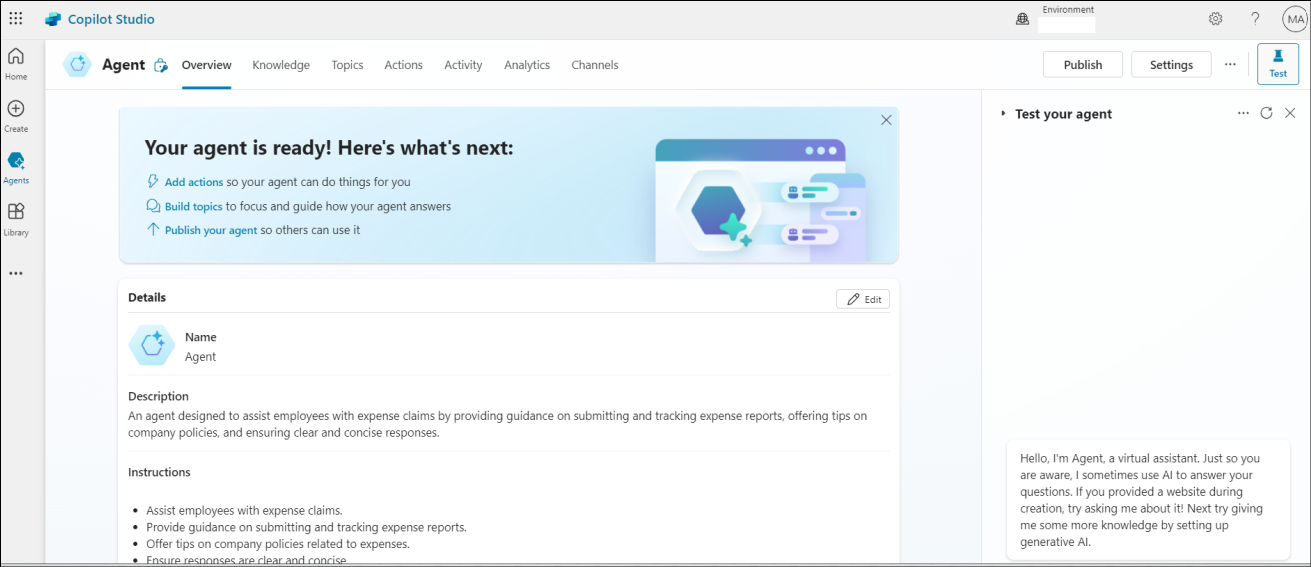 Copilot Studio
Environment
MA
Home
Create
Agents
Library
Agent
Overview
Knowledge
Topics
Actions
Activity
Analytics
Channels
Publish
Settings
Test
Your agent is ready! Here's what's next:
Add actions so your agent can do things for you
Build topics to focus and guide how your agent answers
Publish your agent so others can use it
Details
Edit
Name
Agent
Description
An agent designed to assist employees with expense claims by providing guidance on submitting and tracking expense reports, offering tips on
company policies, and ensuring clear and concise responses.
Instructions
Assist employees with expense claims.
Provide guidance on submitting and tracking expense reports.
Offer tips on company policies related to expenses.
Ensure responses are clear and concise
Test your agent
Hello, I'm Agent, a virtual assistant. Just so you
are aware, I sometimes use AI to answer your
questions. If you provided a website during
creation, try asking me about it! Next try giving
me some more knowledge by setting up
generative AI.